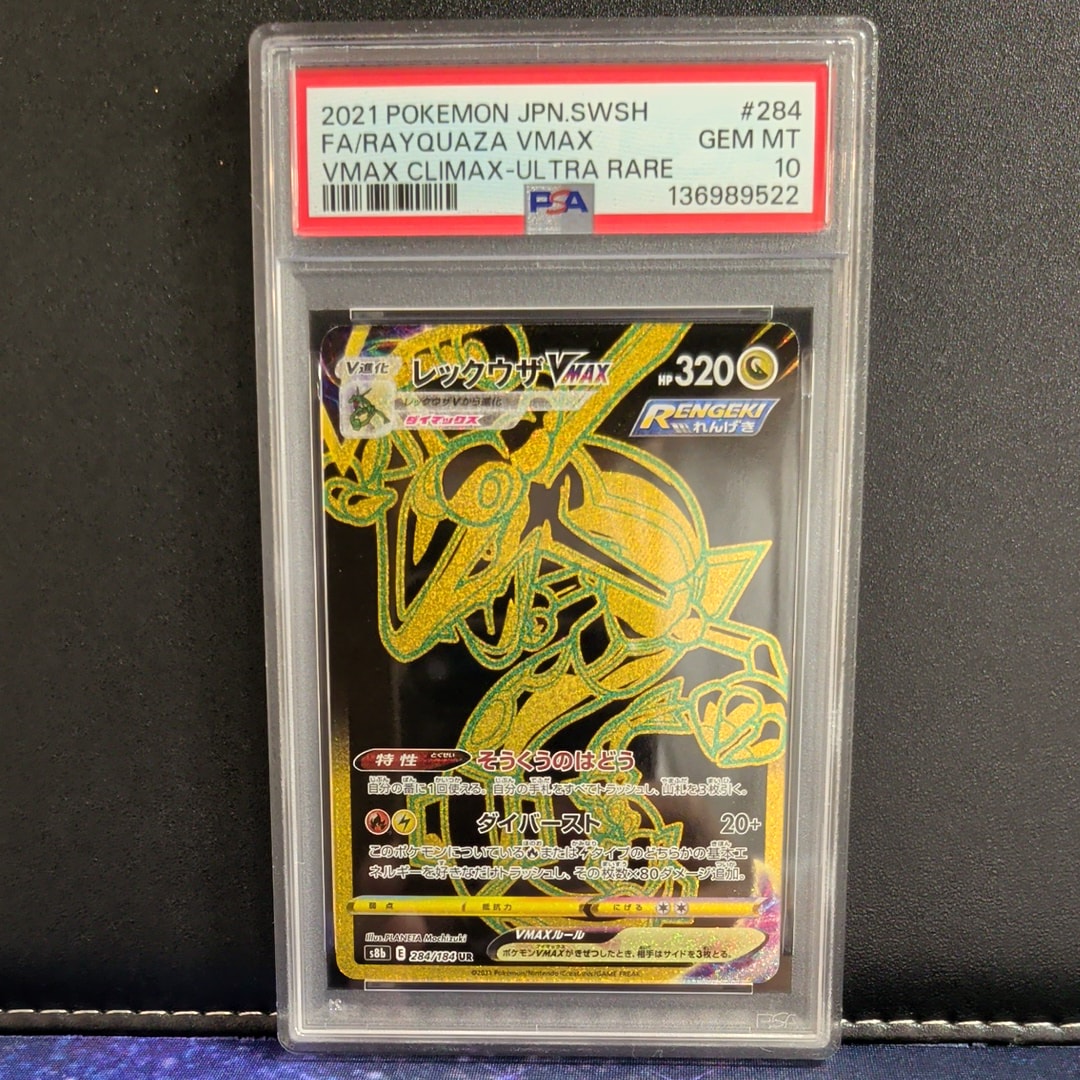 2021 POKEMON JPN.SWSH #284
FA/RAYQUAZA VMAX GEM MT
VMAX CLIMAX-ULTRA RARE 10
PSA 136989522
V進化 レックウザVMAX HP 320
レックウザVから進化
ダイマックス
RENGEKI
れんげき
特性 とくせい そうくうのはどう
自分の番に1回使える。自分の手札をすべてトラッシュし、山札を3枚引く。
ダイバースト 20+
このポケモンについているまたはタイプのどちらかの基本エ
ネルギーを好きなだけトラッシュし、その枚数×80ダメージ追加。
弱点 抵抗力 にげる
Illus. PLANETA Mochizuki
VMAXルール
s8b E 284/184 UR
ポケモンVMAXがきぜつしたとき、相手はサイドを3枚とる。
©2021 Pokémon/Nintendo/Creatures/GAME FREAK
PSA